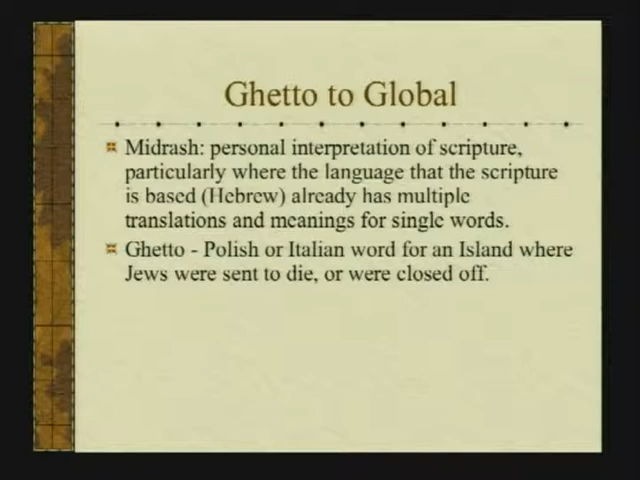 Ghetto to Global
Midrash: personal interpretation of scripture,
particularly where the language that the scripture
is based (Hebrew) already has multiple
translations and meanings for single words.
Ghetto - Polish or Italian word for an Island where
Jews were sent to die, or were closed off.